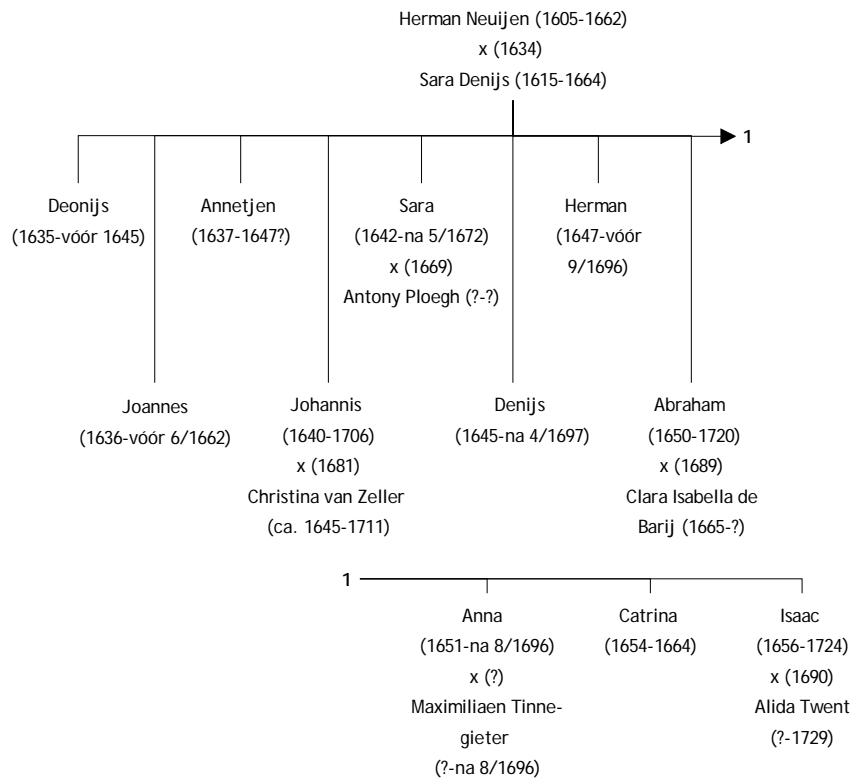 Herman Neuijen (1605-1662)
x (1634)
Sara Denijs (1615-1664)
1
Deonijs
(1635-vóór 1645)
Annetjen
(1637-1647?)
Sara
(1642-na 5/1672)
x (1669)
Antony Ploegh (?-?)
Herman
(1647-vóór
9/1696)
Joannes
(1636-vóór 6/1662)
Johannis
(1640-1706)
x (1681)
Christina van Zeller
(ca. 1645-1711)
Denijs
(1645-na 4/1697)
Abraham
(1650-1720)
x (1689)
Clara Isabella de
Barij (1665-?)
1
Anna
(1651-na 8/1696)
x (?)
Maximiliaen Tinne-
gieter
(?-na 8/1696)
Catrina
(1654-1664)
Isaac
(1656-1724)
x (1690)
Alida Twent
(?-1729)